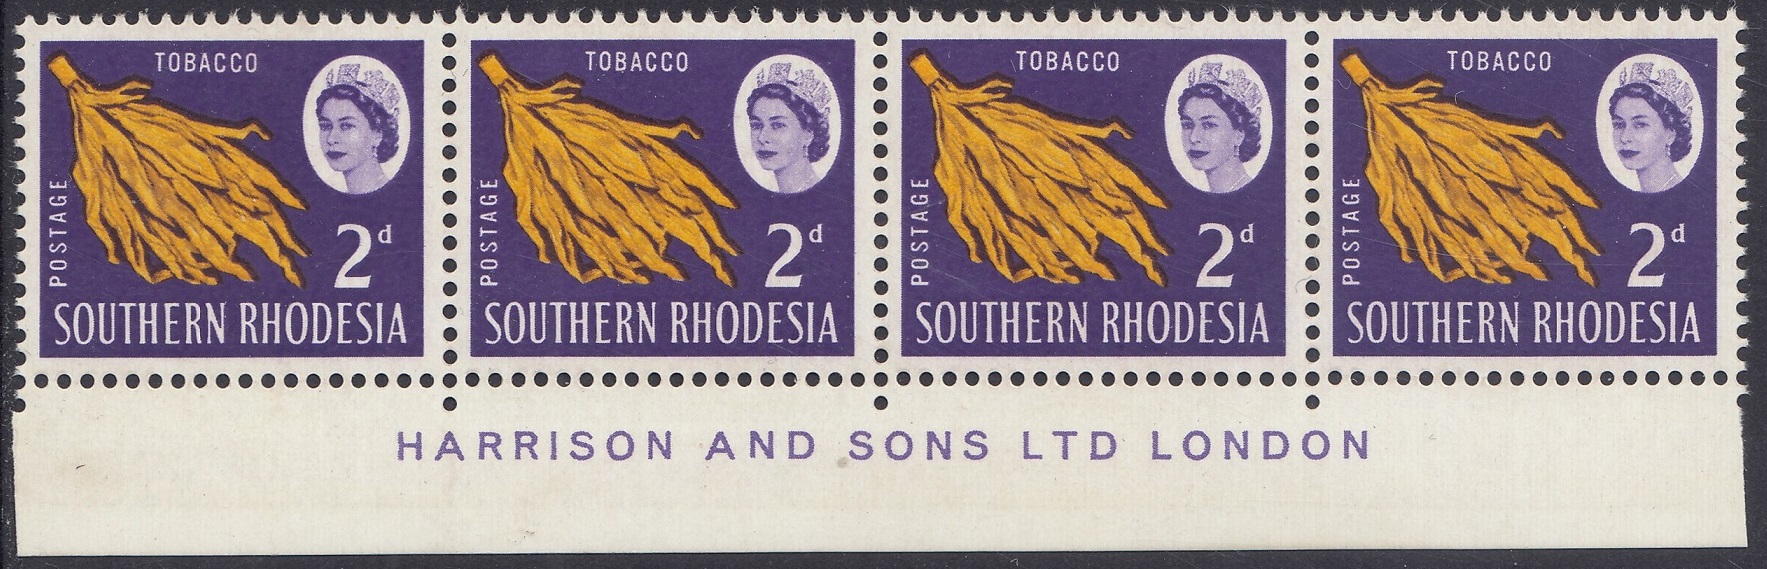 TOBACCO
POSTAGE
2d
SOUTHERN RHODESIA
TOBACCO
POSTAGE
2d
SOUTHERN RHODESIA
TOBACCO
POSTAGE
2d
SOUTHERN RHODESIA
TOBACCO
POSTAGE
2d
SOUTHERN RHODESIA
HARRISON AND SONS LTD LONDON